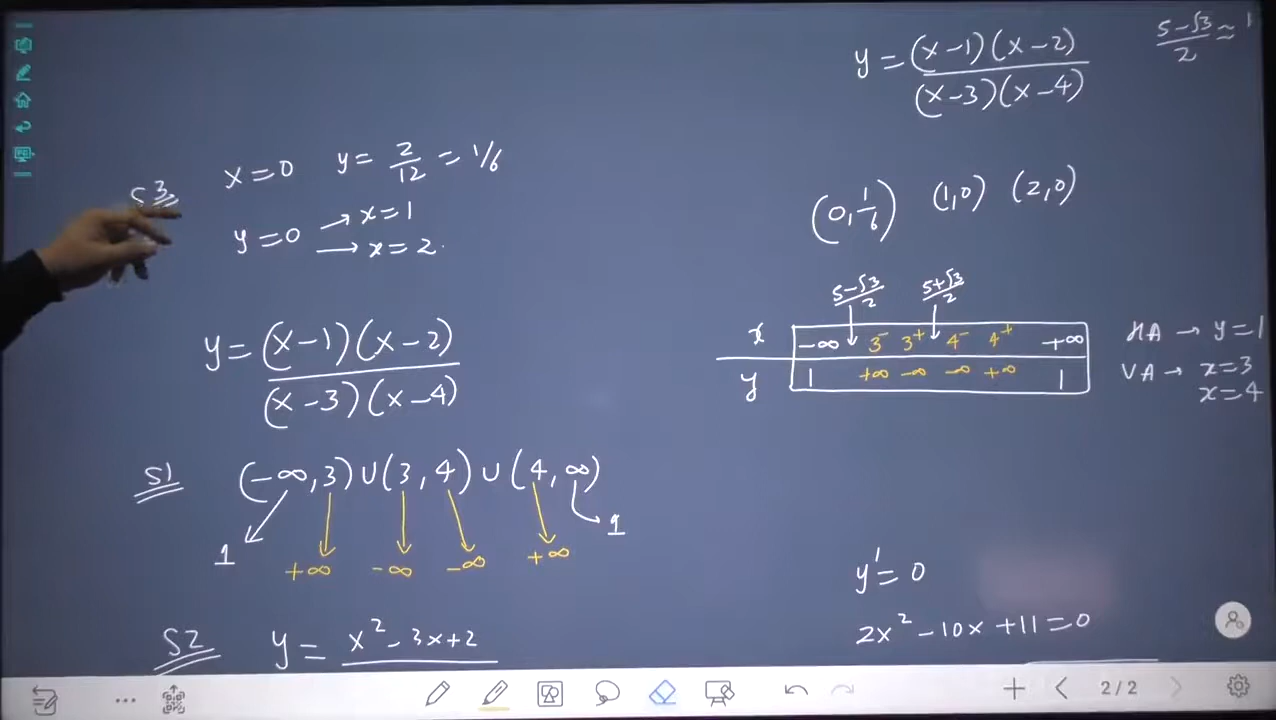 S3 x=0 y= 2/12 = 1/6
y=0 → x=1
→ x=2
y= (x-1)(x-2)/(x-3)(x-4)
S1 (-∞,3)∪(3,4)∪(4,∞)
1 +∞ -∞ -∞ +∞ 1
S2 y= x²-3x+2
y= (x-1)(x-2)/(x-3)(x-4)
(5-√3)/2 ≈ 1
(0,1/6) (1,0) (2,0)
(5-√3)/2 (5+√3)/2
x -∞ 3⁻ 3⁺ 4⁻ 4⁺ +∞
y 1 +∞ -∞ -∞ +∞ 1
HA → y=1
VA → x=3
x=4
y'=0
2x²-10x+11=0
2/2